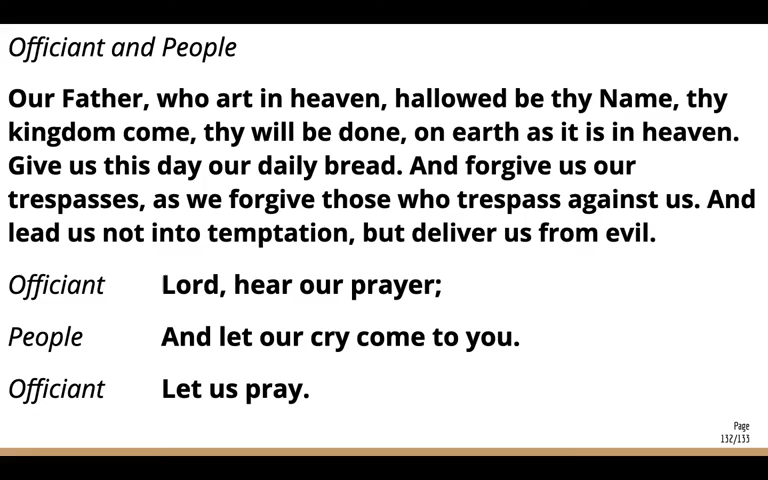 Officiant and People
Our Father, who art in heaven, hallowed be thy Name, thy
kingdom come, thy will be done, on earth as it is in heaven.
Give us this day our daily bread. And forgive us our
trespasses, as we forgive those who trespass against us. And
lead us not into temptation, but deliver us from evil.
Officiant Lord, hear our prayer;
People And let our cry come to you.
Officiant Let us pray.
Page
132/133